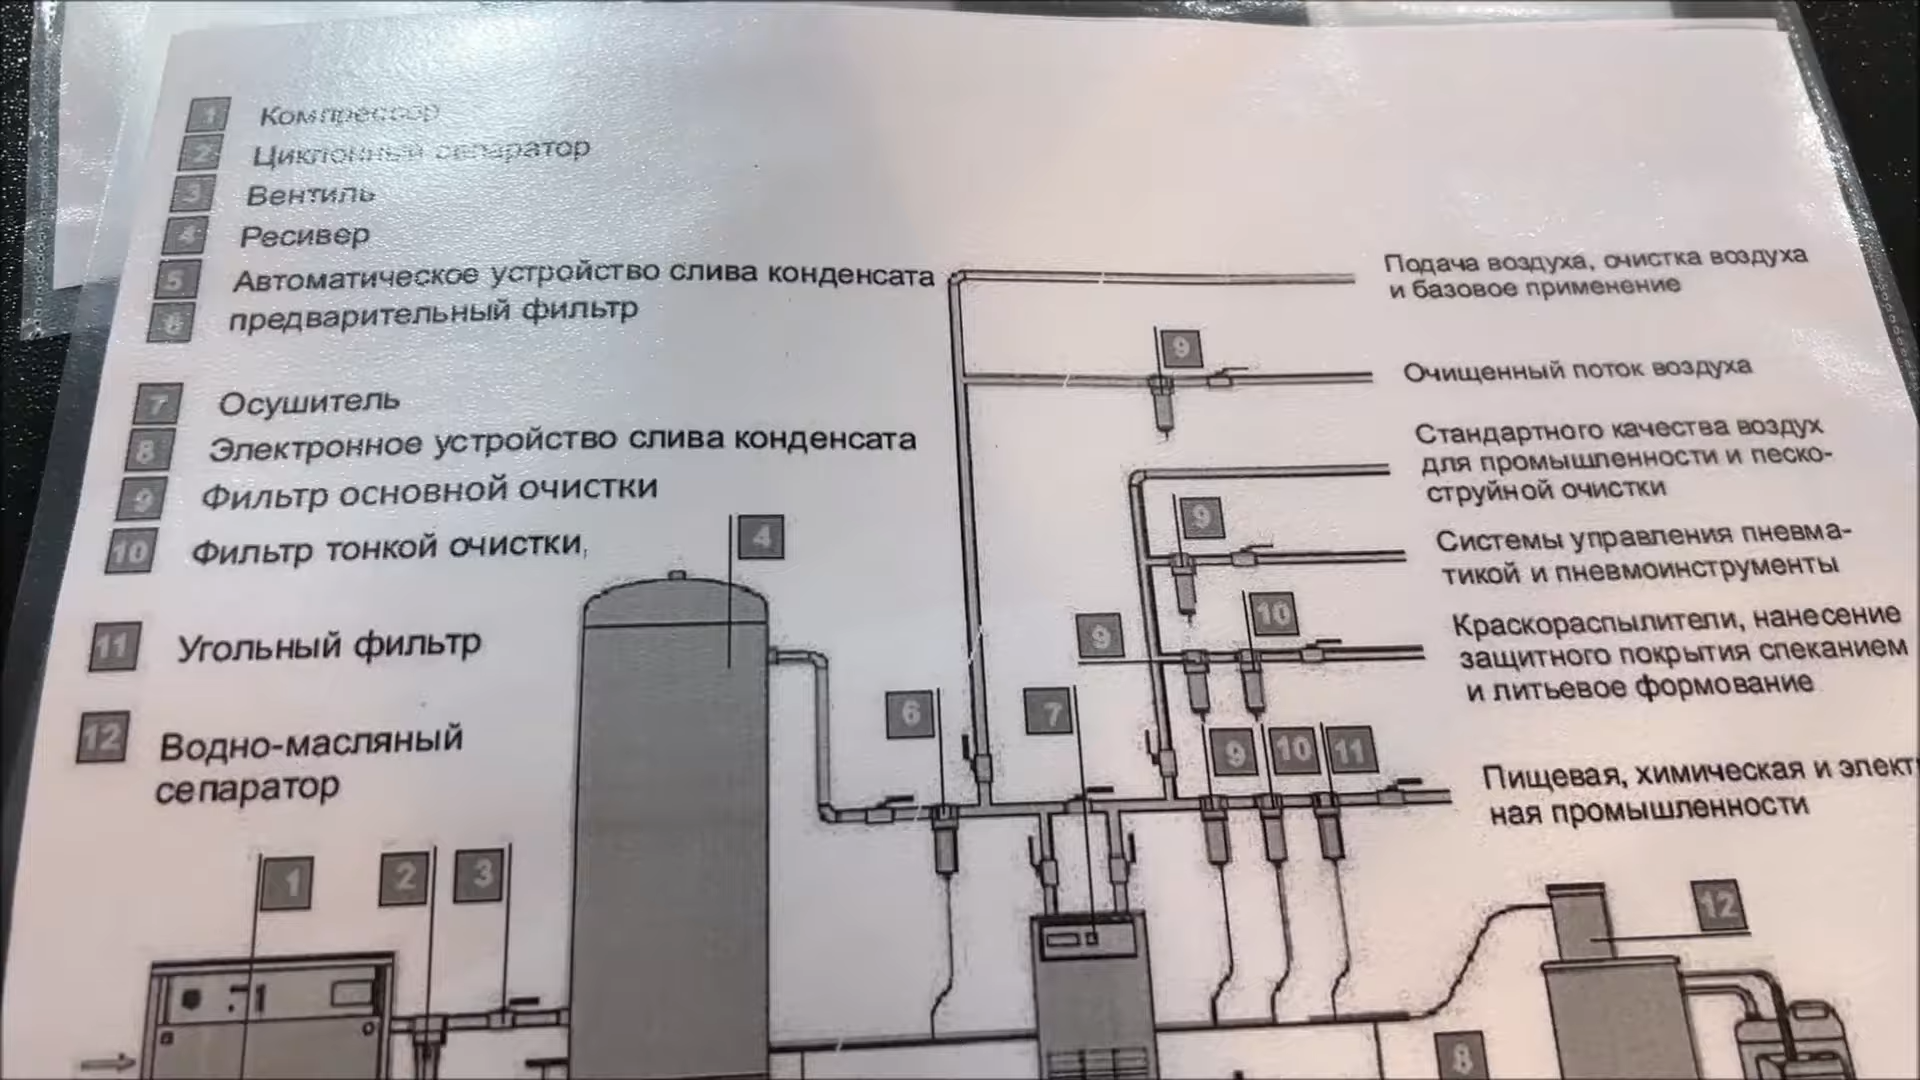 1 Компрессор
2 Циклонный сепаратор
3 Вентиль
4 Ресивер
5 Автоматическое устройство слива конденсата
6 предварительный фильтр
7 Осушитель
8 Электронное устройство слива конденсата
9 Фильтр основной очистки
10 Фильтр тонкой очистки,
11 Угольный фильтр
12 Водно-масляный
сепаратор
Подача воздуха, очистка воздуха
и базовое применение
9
Очищенный поток воздуха
Стандартного качества воздух
для промышленности и песко-
струйной очистки
9
Системы управления пневма-
тикой и пневмоинструменты
9 10
Краскораспылители, нанесение
защитного покрытия спеканием
и литьевое формование
4
6 7
9 10 11
Пищевая, химическая и элект
ная промышленности
1 2 3
12
8